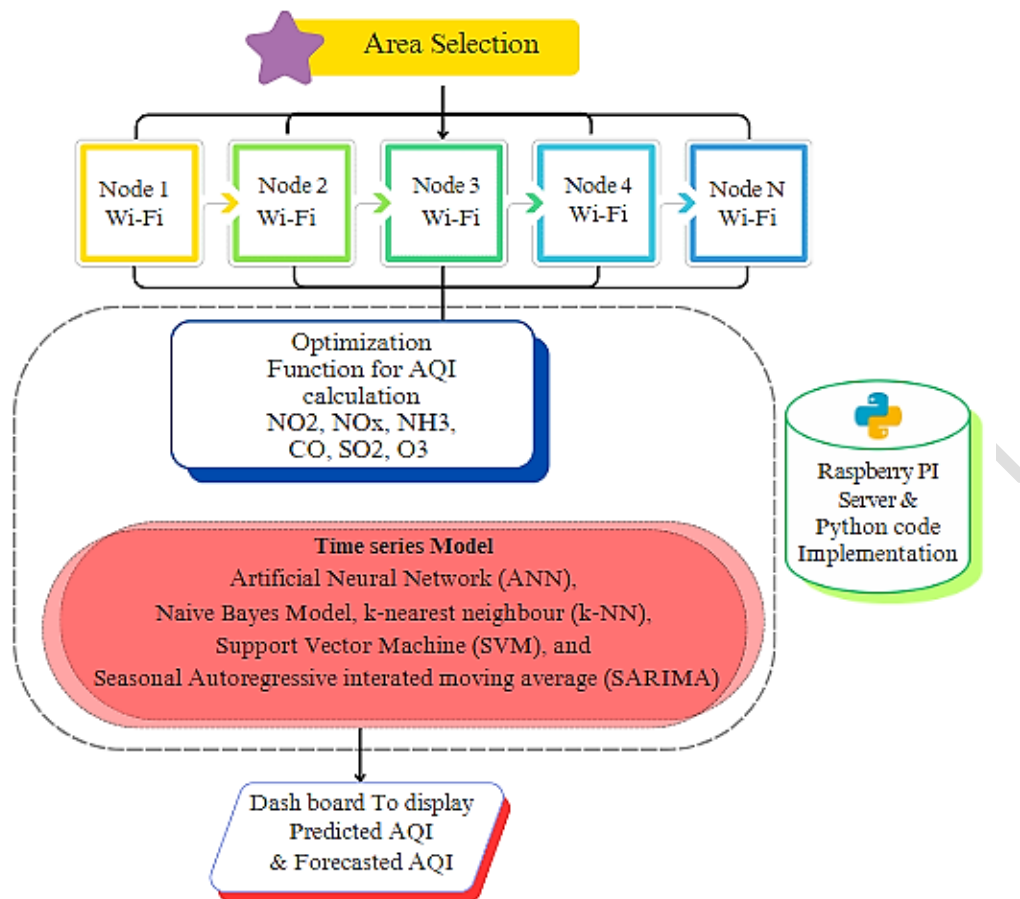 Area Selection
Node 1
Wi-Fi
Node 2
Wi-Fi
Node 3
Wi-Fi
Node 4
Wi-Fi
Node N
Wi-Fi
Optimization
Function for AQI
calculation
NO2, NOx, NH3,
CO, SO2, O3
Raspberry PI
Server &
Python code
Implementation
Time series Model
Artificial Neural Network (ANN),
Naive Bayes Model, k-nearest neighbour (k-NN),
Support Vector Machine (SVM), and
Seasonal Autoregressive interated moving average (SARIMA)
Dash board To display
Predicted AQI
& Forecasted AQI